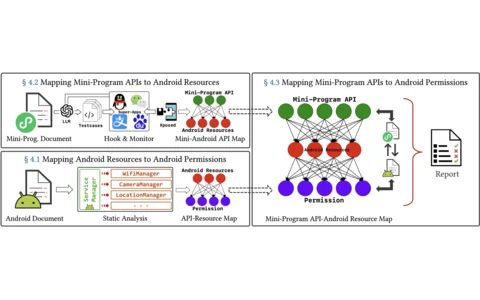 § 4.2 Mapping Mini-Program APIs to Android Resources
Mini-Program API
LLM
Super-Apps
Xposed
Testcases
Android Resources
Mini-Prog. Document
Hook & Monitor
Mini-Android API Map
§ 4.1 Mapping Android Resources to Android Permissions
Service
Manager
WifiManager
CameraManager
LocationManager
...
Android Resources
Permission
Android Document
Static Analysis
API-Resource Map
§ 4.3 Mapping Mini-Program APIs to Android Permissions
Mini-Program API
Android Resources
Permission
Report
Mini-Program API-Android Resource Map